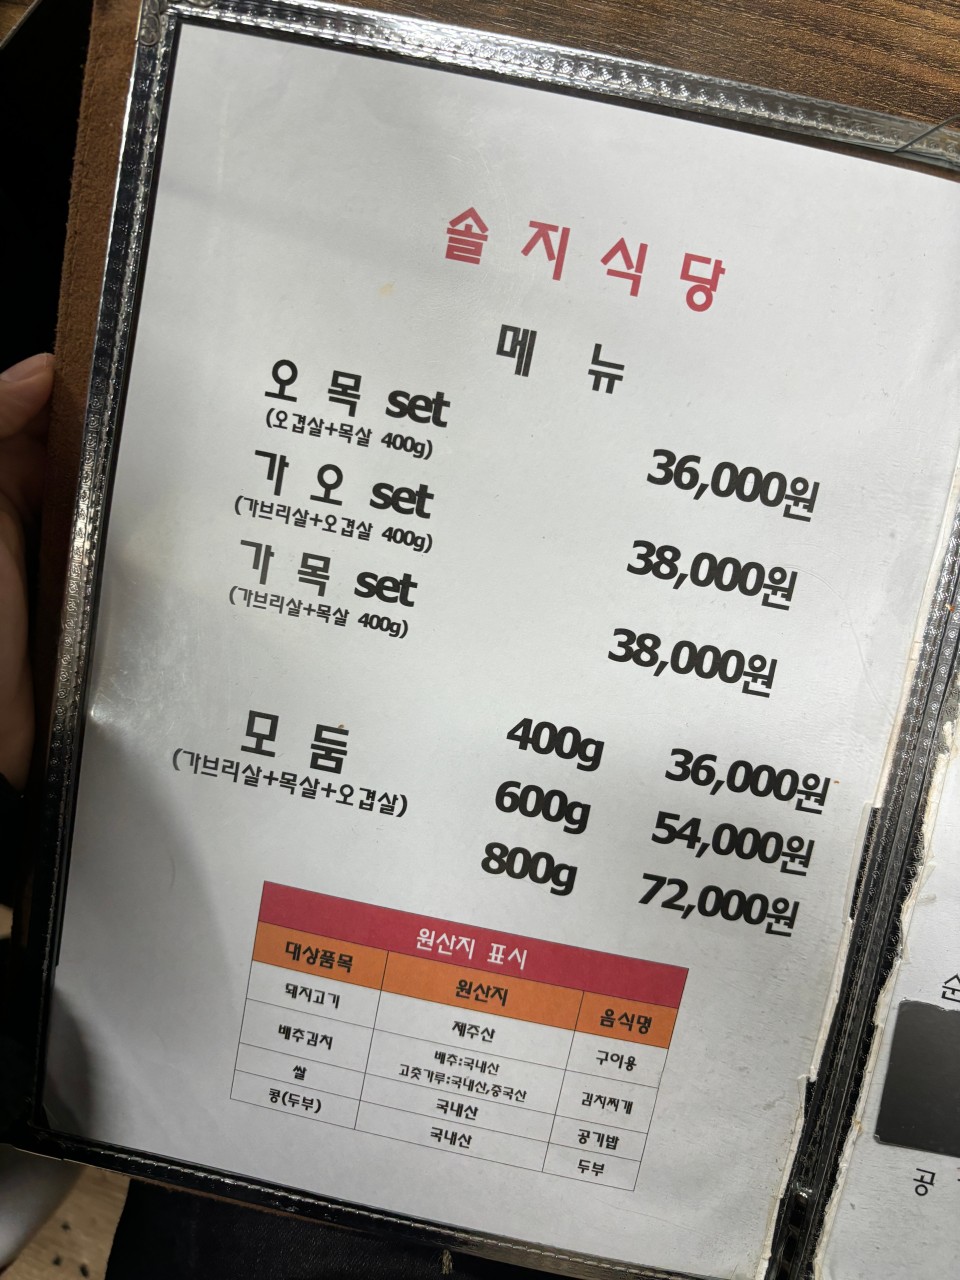 솔지식당
메 뉴
오 목 set
(오겹살+목살 400g)
36,000원
가 오 set
(가브리살+오겹살 400g)
38,000원
가 목 set
(가브리살+목살 400g)
38,000원
모 둠
(가브리살+목살+오겹살)
400g 36,000원
600g 54,000원
800g 72,000원
원산지 표시
대상품목 원산지 음식명
돼지고기 제주산 구이용
배추김치 배추:국내산
고춧가루:국내산,중국산 김치찌개
쌀 국내산 공기밥
콩(두부) 국내산 두부
순
공